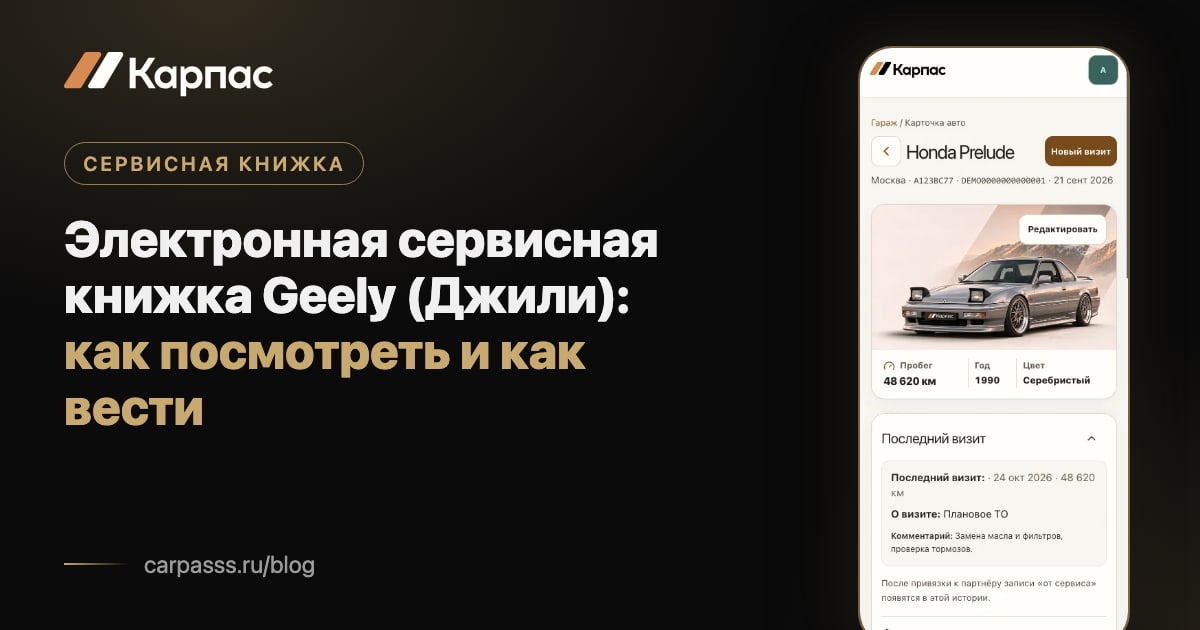 Карпас
СЕРВИСНАЯ КНИЖКА
Электронная сервисная
книжка Geely (Джили):
как посмотреть и как
вести
carpasss.ru/blog
Карпас
А
Гараж / Карточка авто
Honda Prelude
Новый визит
Москва · A123BC77 · DEMO0000000000001 · 21 сент 2026
Редактировать
Карпас
Пробег
48 620 км
Год
1990
Цвет
Серебристый
Последний визит
Последний визит: · 24 окт 2026 · 48 620
км
О визите: Плановое ТО
Комментарий: Замена масла и фильтров,
проверка тормозов.
После привязки к партнёру записи «от сервиса»
появятся в этой истории.